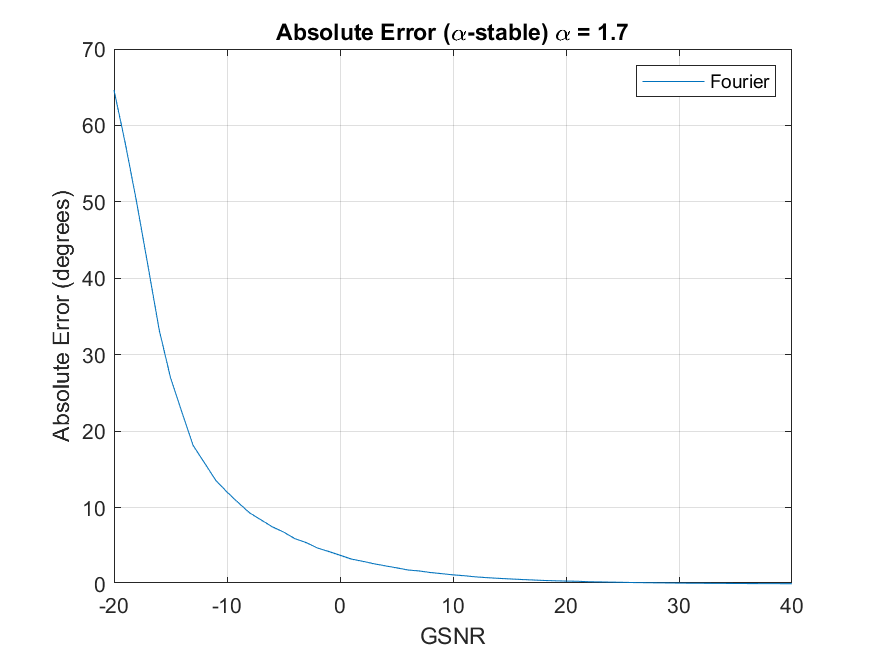 Absolute Error (α-stable) α = 1.7
Fourier
70
60
50
40
30
20
10
0
Absolute Error (degrees)
-20 -10 0 10 20 30 40
GSNR